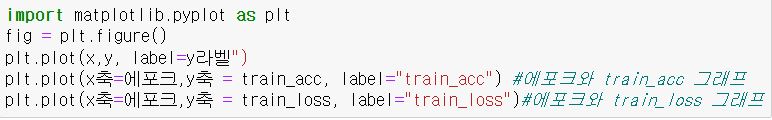 import matplotlib.pyplot as plt
fig = plt.figure()
plt.plot(x,y, label=y라벨")
plt.plot(x축=에포크,y축 = train_acc, label="train_acc") #에포크와 train_acc 그래프
plt.plot(x축=에포크,y축 = train_loss, label="train_loss")#에포크와 train_loss 그래프